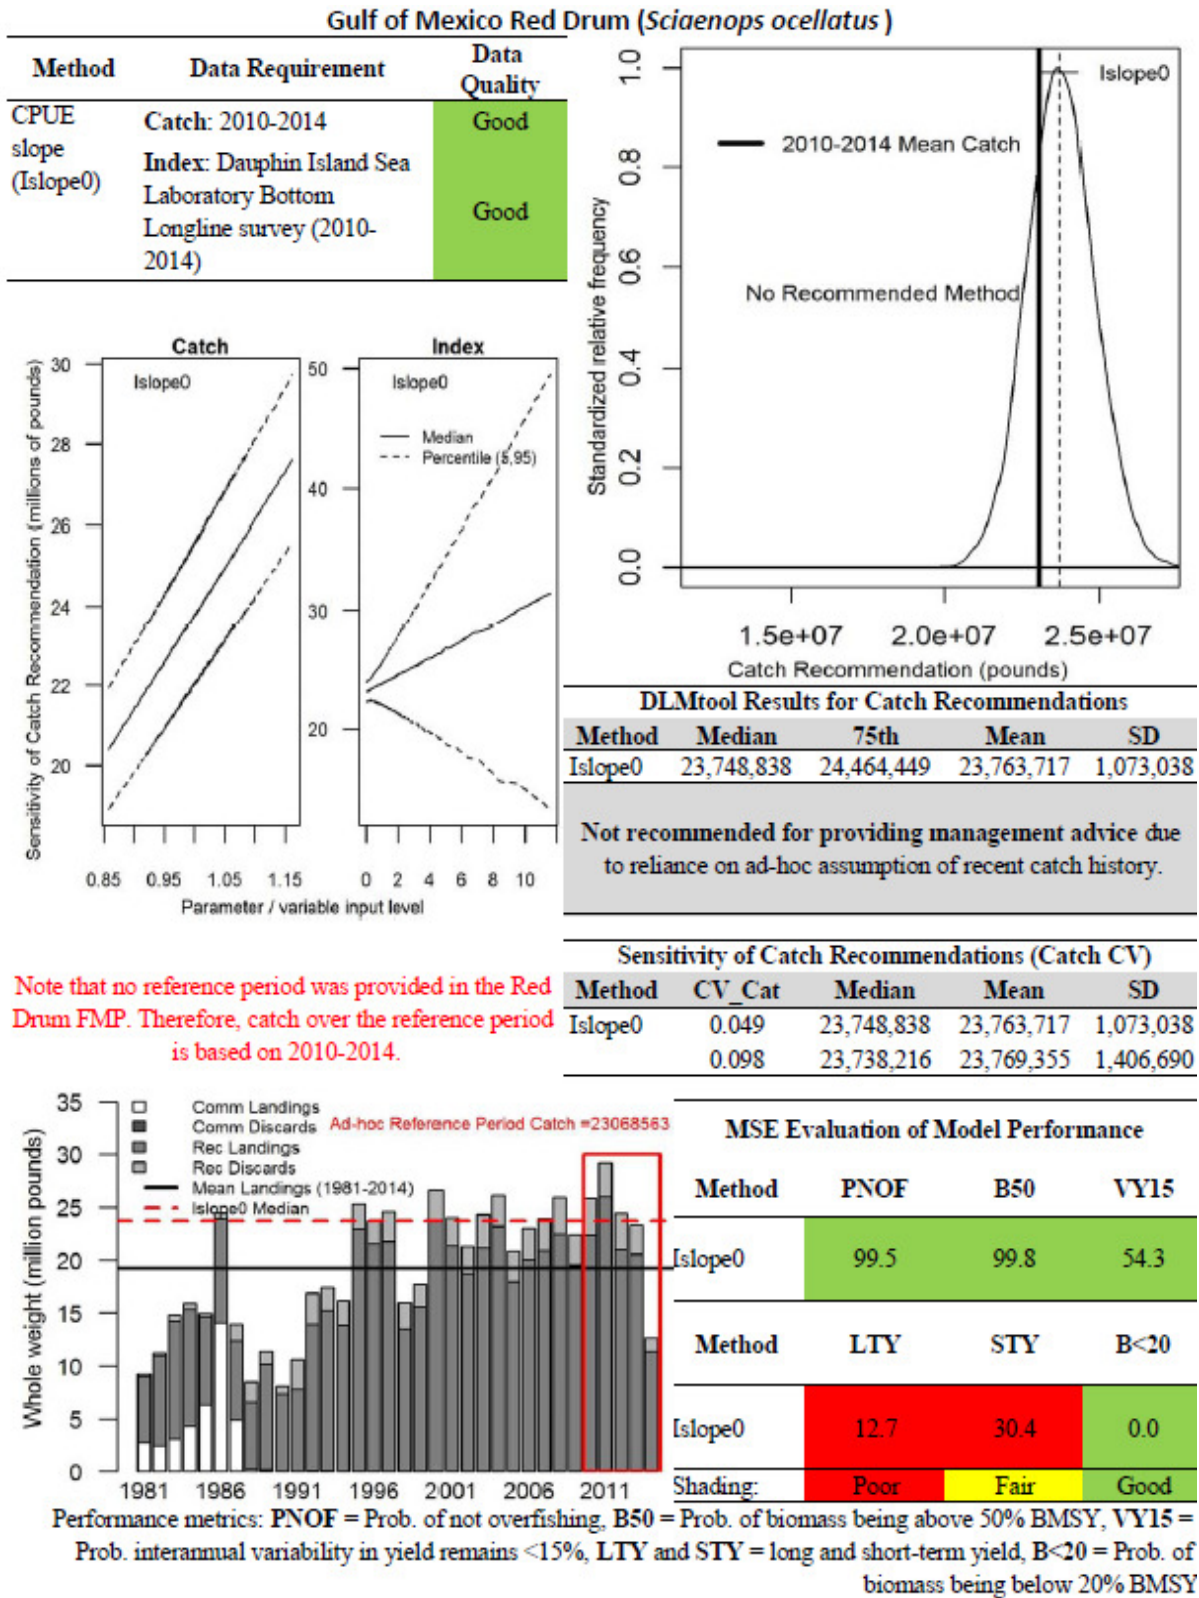 Gulf of Mexico Red Drum (Sciaenops ocellatus )
Method Data Requirement Data Quality
CPUE slope (Islope0)
Catch: 2010-2014 Good
Index: Dauphin Island Sea
Laboratory Bottom
Longline survey (2010-
2014)
Good
Standardized relative frequency
1.0
0.8
0.6
0.4
0.2
0.0
Islope0
2010-2014 Mean Catch
No Recommended Method
1.5e+07 2.0e+07 2.5e+07
Catch Recommendation (pounds)
Sensitivity of Catch Recommendation (millions of pounds)
Catch
Islope0
30
28
26
24
22
20
0.85 0.95 1.05 1.15
Index
Islope0
Median
Percentile (5,95)
50
40
30
20
0 2 4 6 8 10
Parameter / variable input level
DLMtool Results for Catch Recommendations
Method Median 75th Mean SD
Islope0 23,748,838 24,464,449 23,763,717 1,073,038
Not recommended for providing management advice due
to reliance on ad-hoc assumption of recent catch history.
Note that no reference period was provided in the Red
Drum FMP. Therefore, catch over the reference period
is based on 2010-2014.
Sensitivity of Catch Recommendations (Catch CV)
Method CV_Cat Median Mean SD
Islope0 0.049 23,748,838 23,763,717 1,073,038
0.098 23,738,216 23,769,355 1,406,690
Whole weight (million pounds)
35
30
25
20
15
10
5
0
Comm Landings
Comm Discards
Rec Landings
Rec Discards
Mean Landings (1981-2014)
Islope0 Median
Ad-hoc Reference Period Catch =23068563
1981 1986 1991 1996 2001 2006 2011
MSE Evaluation of Model Performance
Method PNOF B50 VY15
Islope0 99.5 99.8 54.3
Method LTY STY B<20
Islope0 12.7 30.4 0.0
Shading: Poor Fair Good
Performance metrics: PNOF = Prob. of not overfishing, B50 = Prob. of biomass being above 50% BMSY, VY15 =
Prob. interannual variability in yield remains <15%, LTY and STY = long and short-term yield, B<20 = Prob. of
biomass being below 20% BMSY